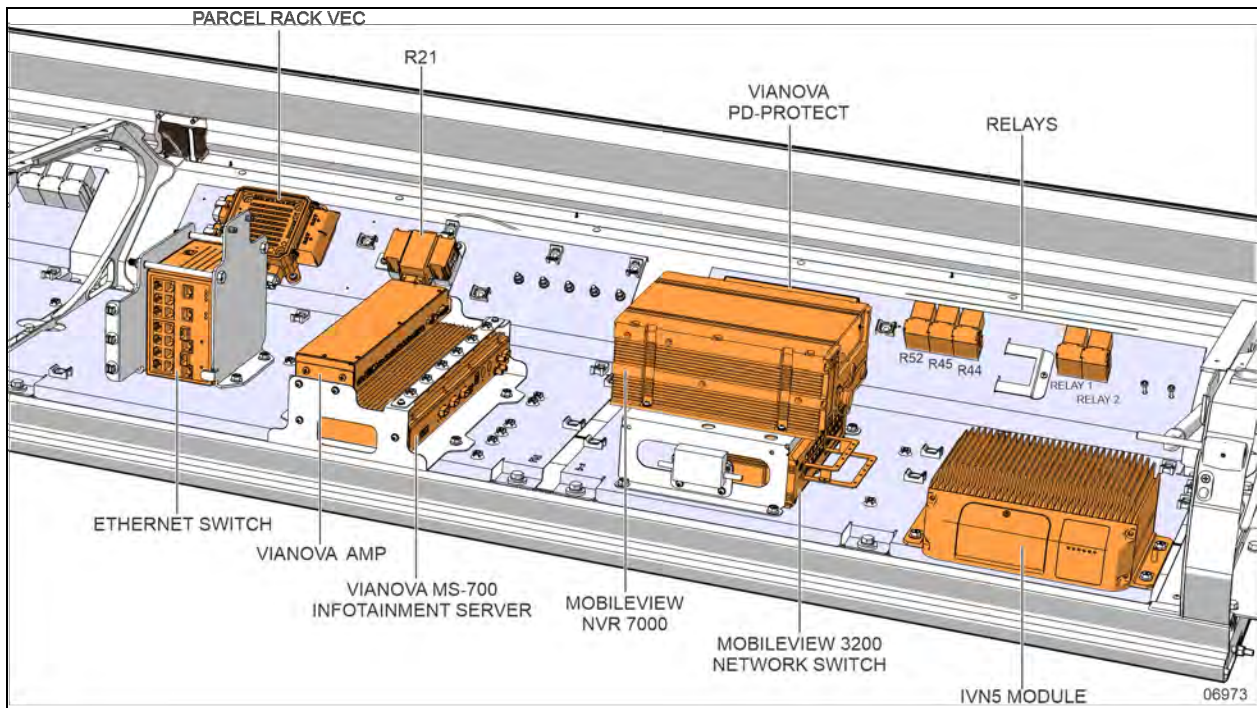 PARCEL RACK VEC
R21
VIANOVA
PD-PROTECT
RELAYS
R52
R45
R44
RELAY 1
RELAY 2
ETHERNET SWITCH
VIANOVA AMP
VIANOVA MS-700
INFOTAINMENT SERVER
MOBILEVIEW
NVR 7000
MOBILEVIEW 3200
NETWORK SWITCH
IVN5 MODULE
06973